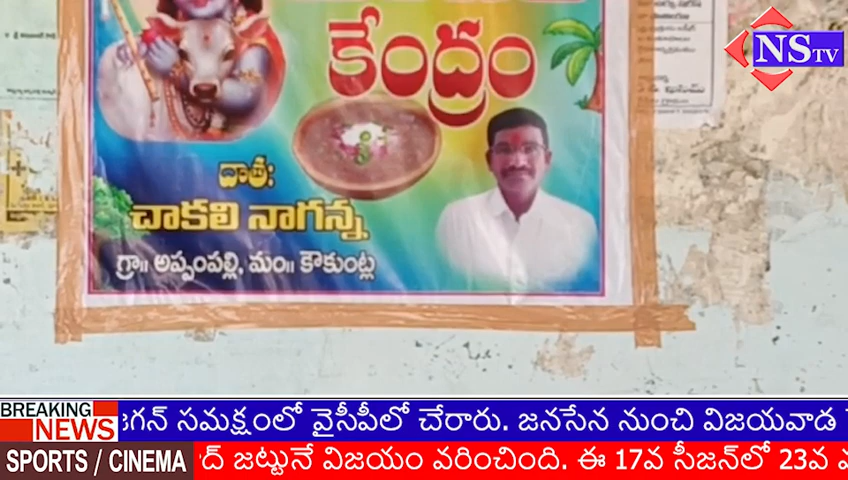 కేంద్రం
దాత:
చాకలి నాగన్న
గ్రా॥ అప్పంపల్లి, మం॥ కౌకుంట్ల
NS TV
BREAKING NEWS
సమక్షంలో వైసీపీలో చేరారు. జనసేన నుంచి విజయవాడ
SPORTS / CINEMA
జట్టునే విజయం వరించింది. ఈ 17వ సీజన్‌లో 23వ